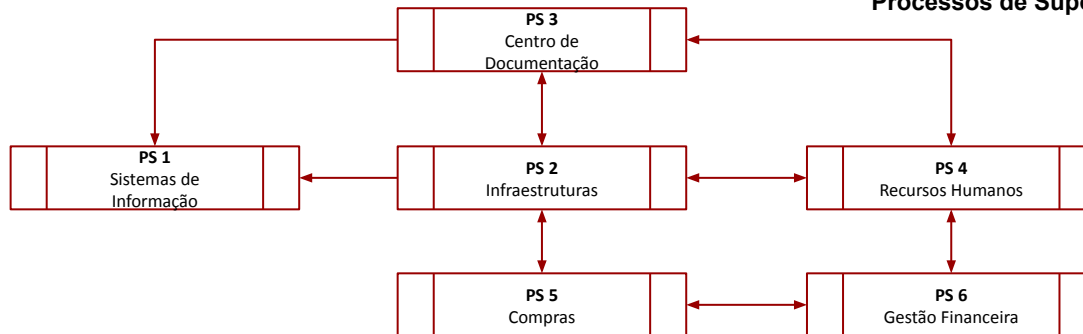 Processos de
PS 3
Centro de
Documentação
PS 1
Sistemas de
Informação
PS 2
Infraestruturas
PS 4
Recursos Humanos
PS 5
Compras
PS 6
Gestão Financeira